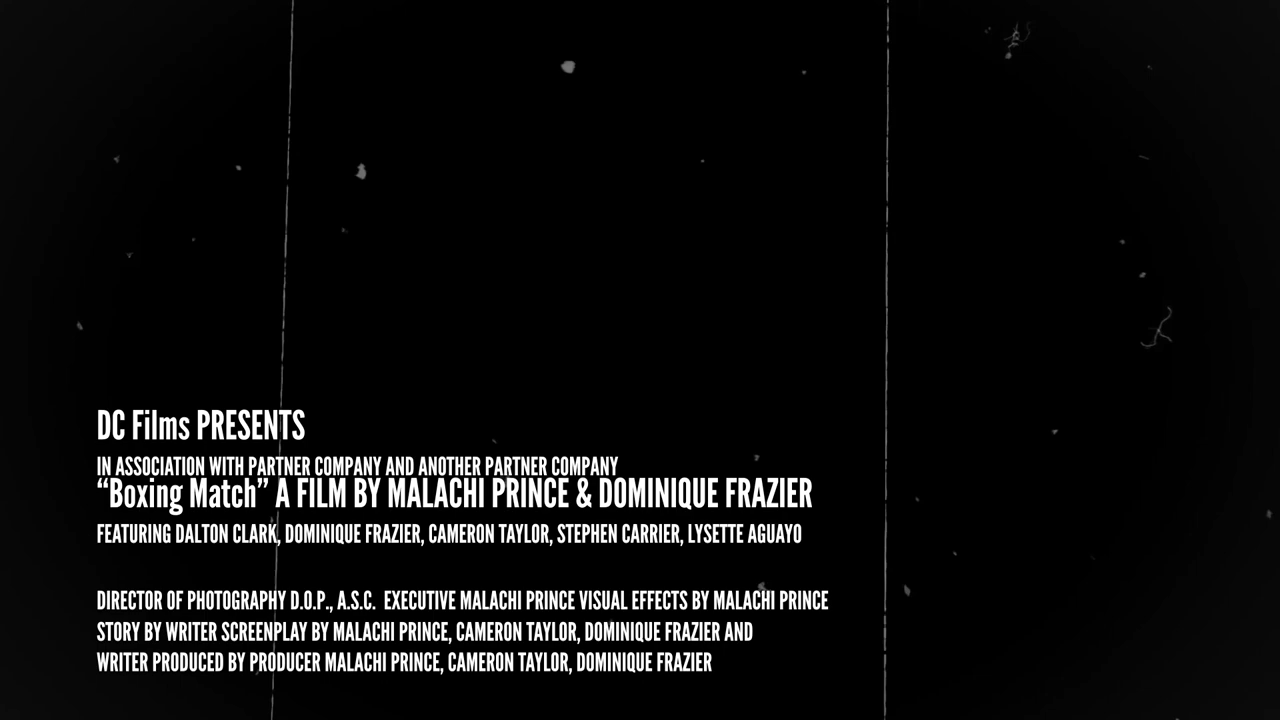 DC Films PRESENTS
IN ASSOCIATION WITH PARTNER COMPANY AND ANOTHER PARTNER COMPANY
“Boxing Match” A FILM BY MALACHI PRINCE & DOMINIQUE FRAZIER
FEATURING DALTON CLARK, DOMINIQUE FRAZIER, CAMERON TAYLOR, STEPHEN CARRIER, LYSETTE AGUAYO
DIRECTOR OF PHOTOGRAPHY D.O.P., A.S.C.  EXECUTIVE MALACHI PRINCE VISUAL EFFECTS BY MALACHI PRINCE
STORY BY WRITER SCREENPLAY BY MALACHI PRINCE, CAMERON TAYLOR, DOMINIQUE FRAZIER AND
WRITER PRODUCED BY PRODUCER MALACHI PRINCE, CAMERON TAYLOR, DOMINIQUE FRAZIER